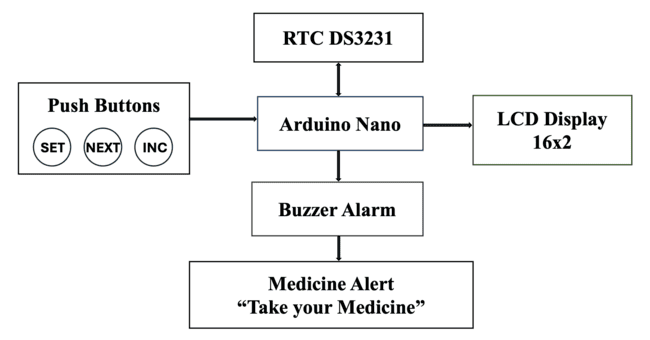 RTC DS3231
Push Buttons
SET NEXT INC
Arduino Nano
LCD Display
16x2
Buzzer Alarm
Medicine Alert
“Take your Medicine”